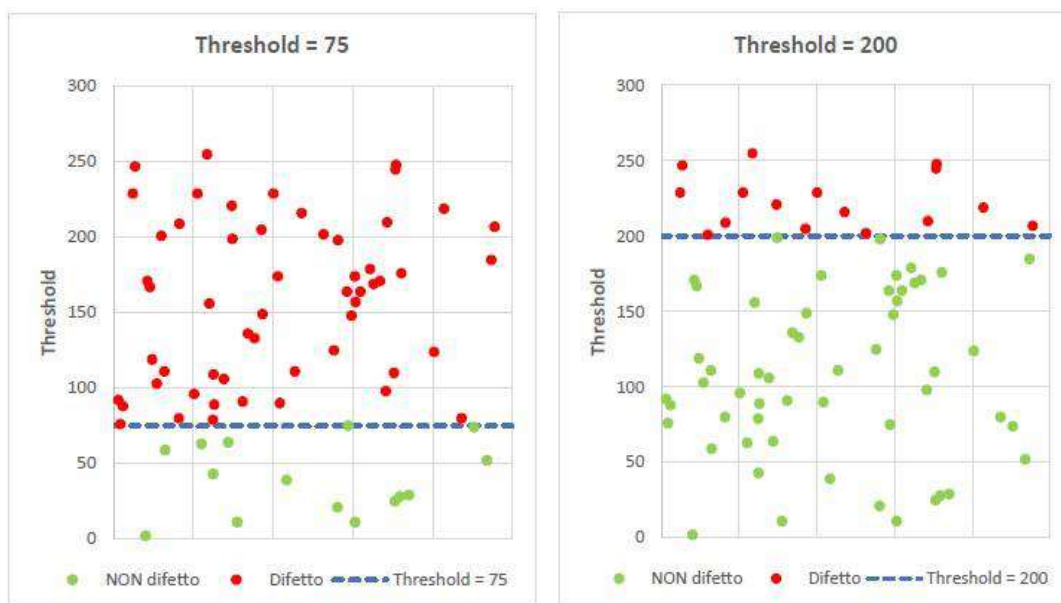 Threshold = 75
300
250
200
150
100
50
0
Threshold
NON difetto
Difetto
Threshold = 75
Threshold = 200
300
250
200
150
100
50
0
Threshold
NON difetto
Difetto
Threshold = 200